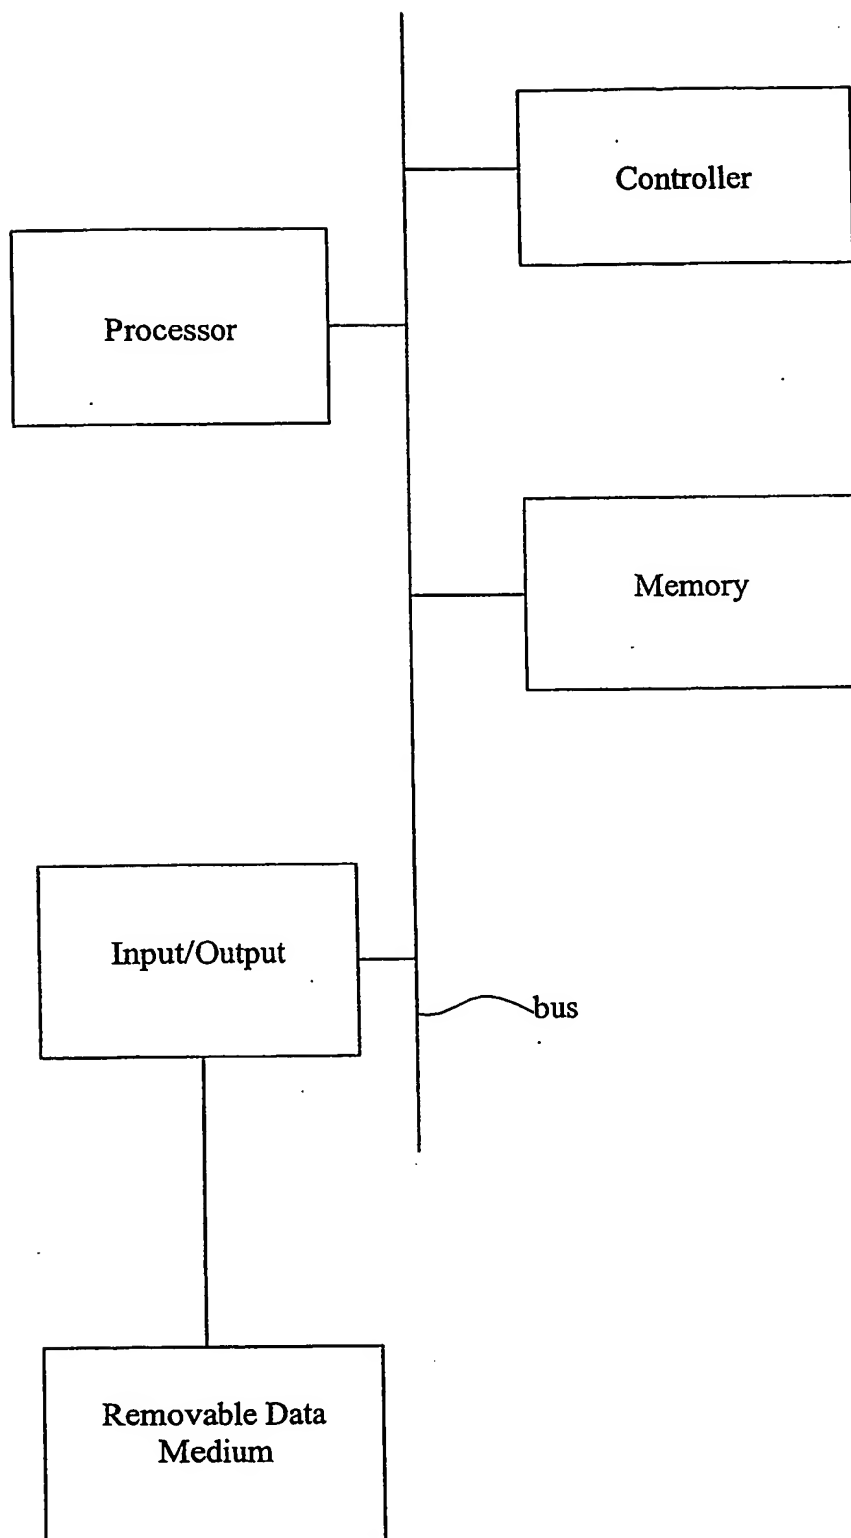 Controller
Processor
Memory
Input/Output
bus
Removable Data
Medium